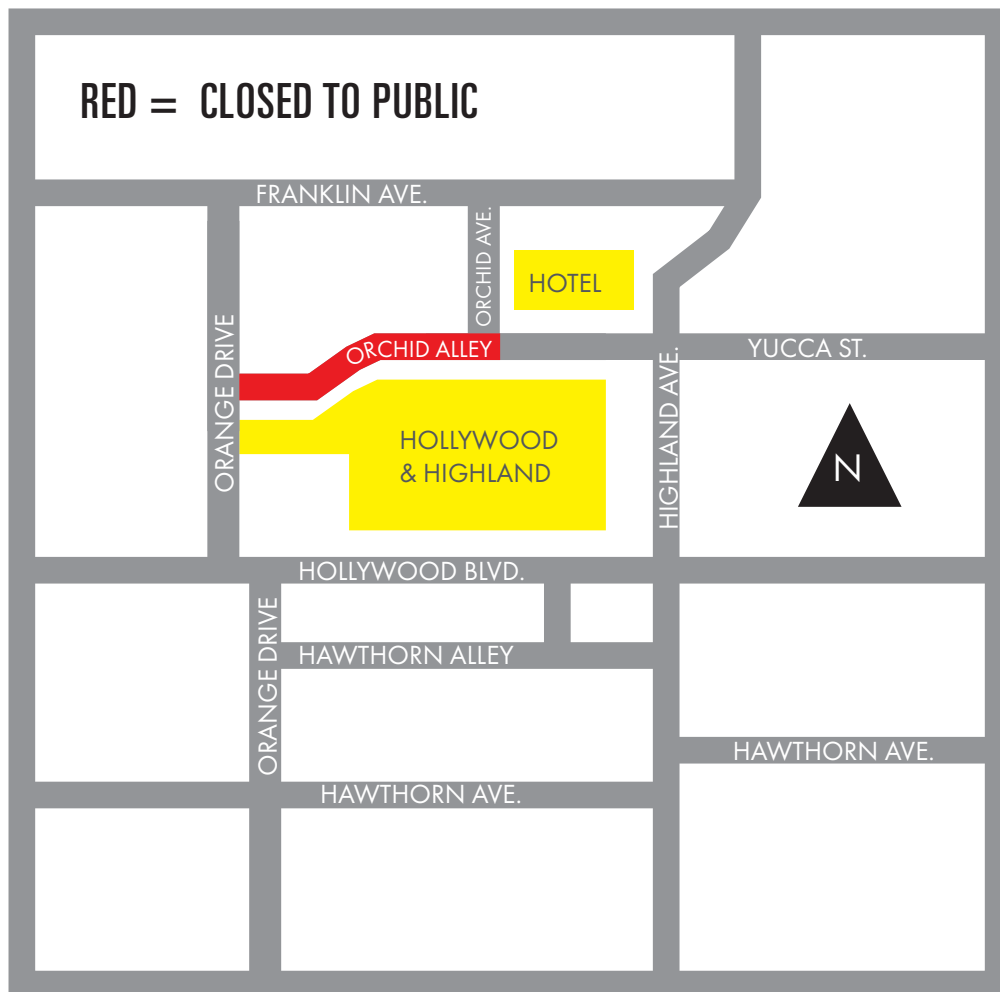 RED = CLOSED TO PUBLIC
FRANKLIN AVE.
ORCHID AVE.
HOTEL
ORANGE DRIVE
ORCHID ALLEY
YUCCA ST.
HIGHLAND AVE.
HOLLYWOOD
& HIGHLAND
N
HOLLYWOOD BLVD.
ORANGE DRIVE
HAWTHORN ALLEY
HAWTHORN AVE.
HAWTHORN AVE.